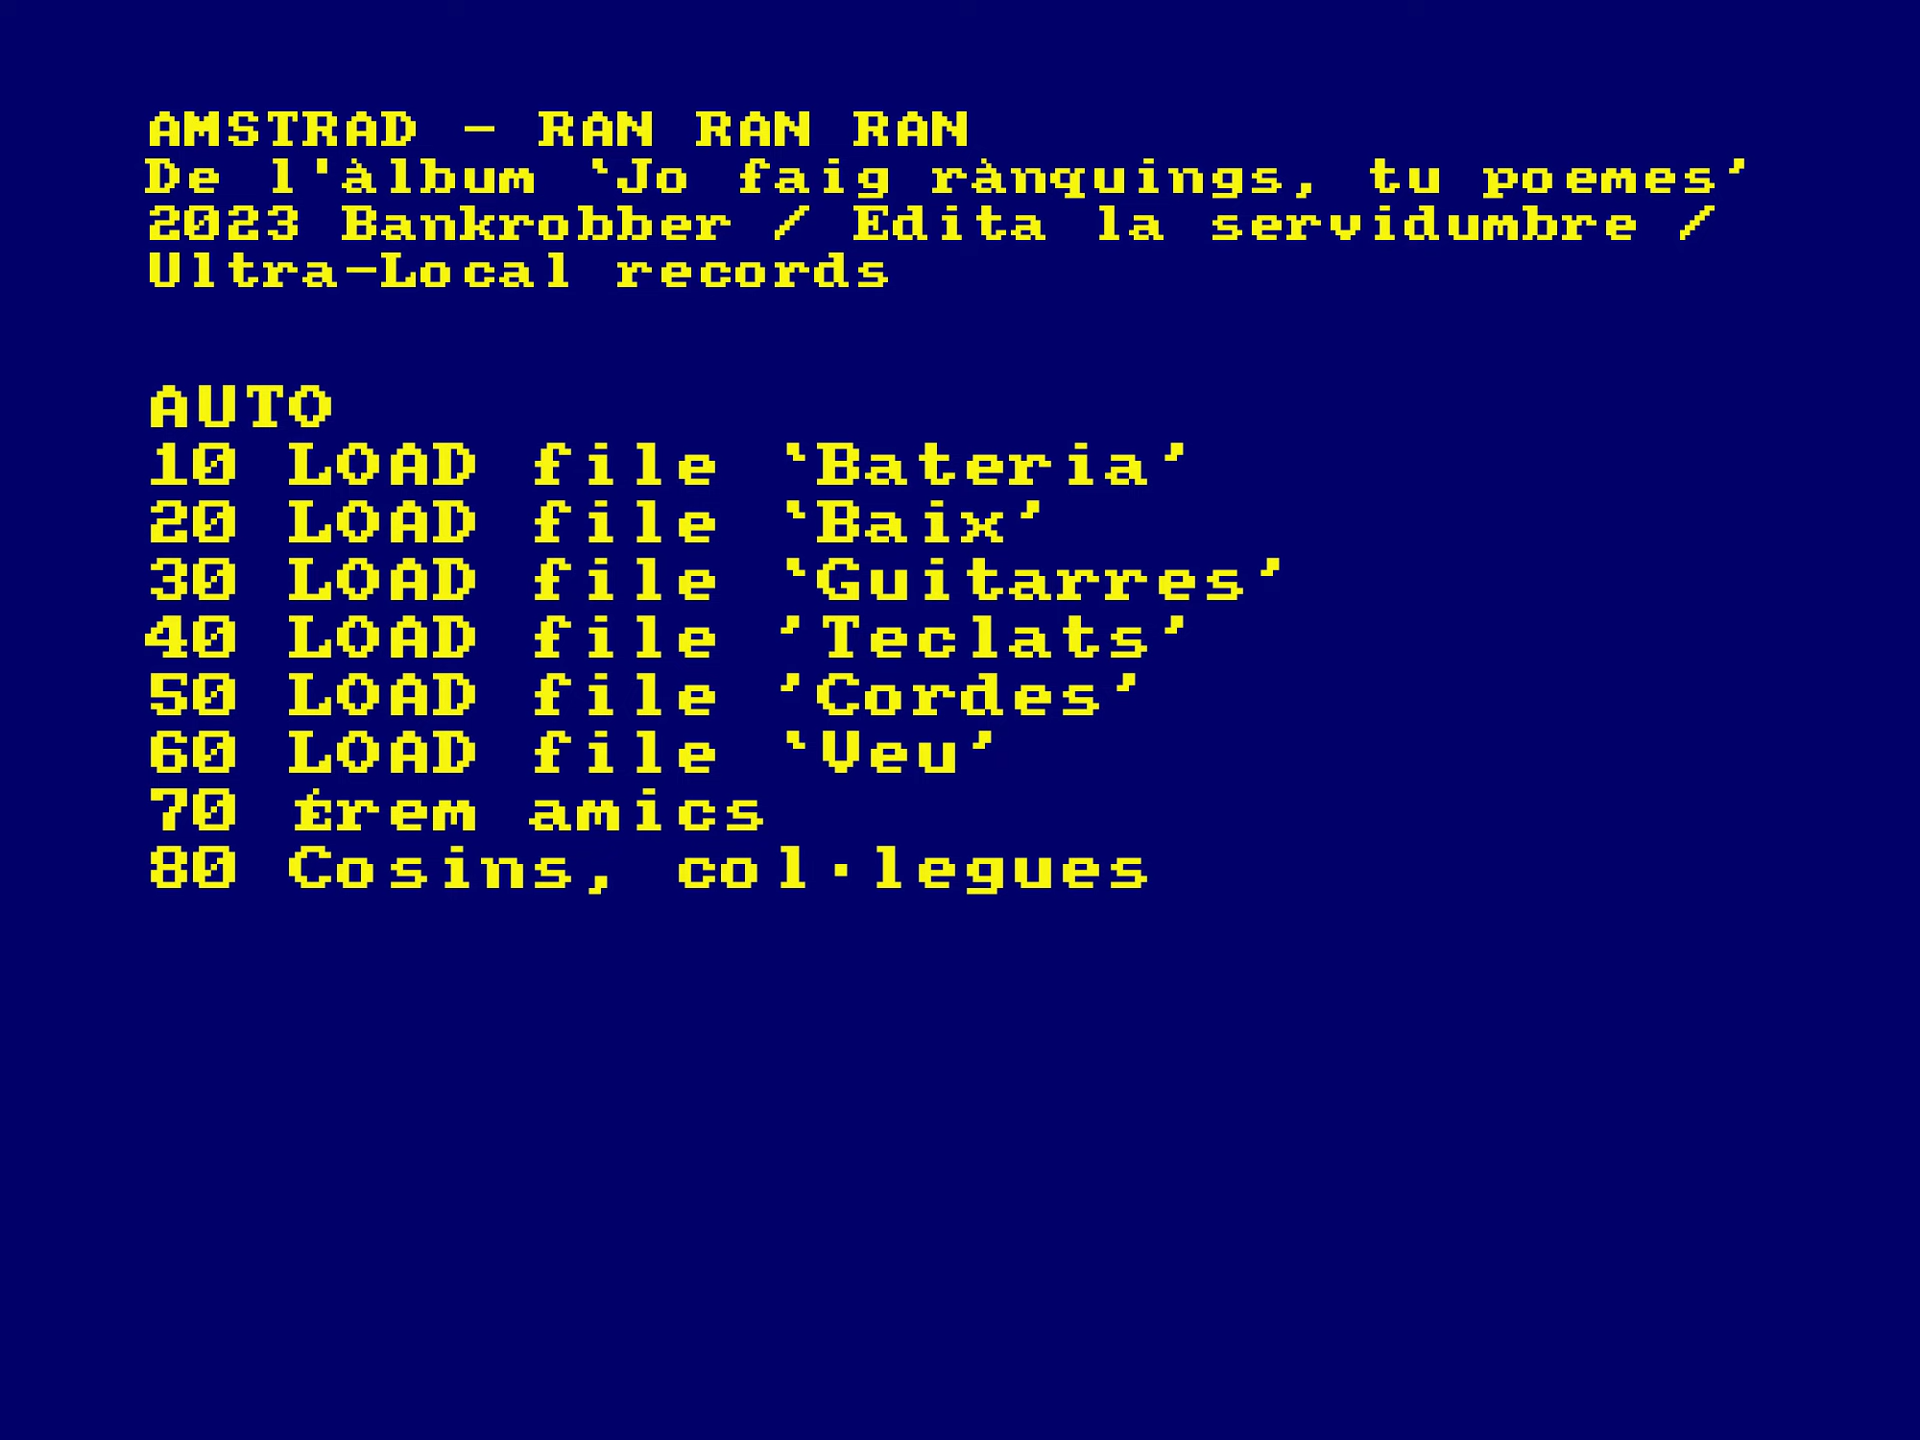 AMSTRAD - RAN RAN RAN
De l'àlbum ‘Jo faig rànquings, tu poemes’
2023 Bankrobber / Edita la servidumbre /
Ultra-Local records
AUTO
10 LOAD file ‘Bateria’
20 LOAD file ‘Baix’
30 LOAD file ‘Guitarres’
40 LOAD file ’Teclats’
50 LOAD file ’Cordes’
60 LOAD file ‘Veu’
70 Érem amics
80 Cosins, col·legues